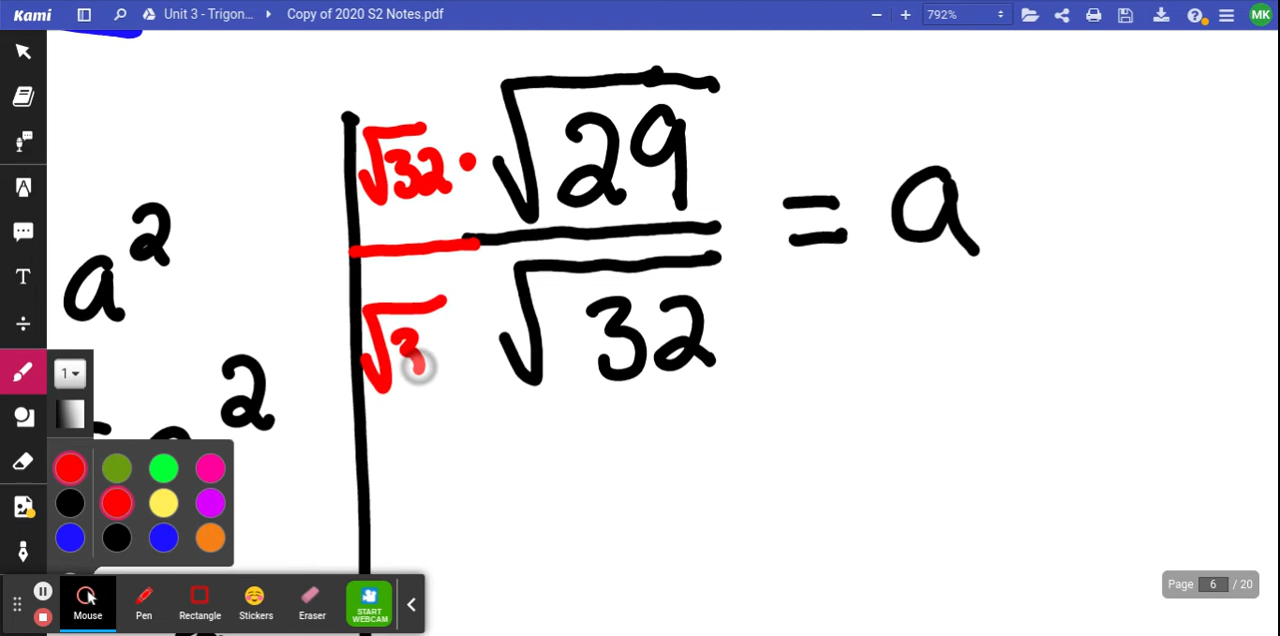 Kami Unit 3 - Trigon... Copy of 2020 S2 Notes.pdf 792% MK
√32 · √29 = a
√3 √32
a²
2
1
Page 6 / 20
Mouse Pen Rectangle Stickers Eraser START WEBCAM